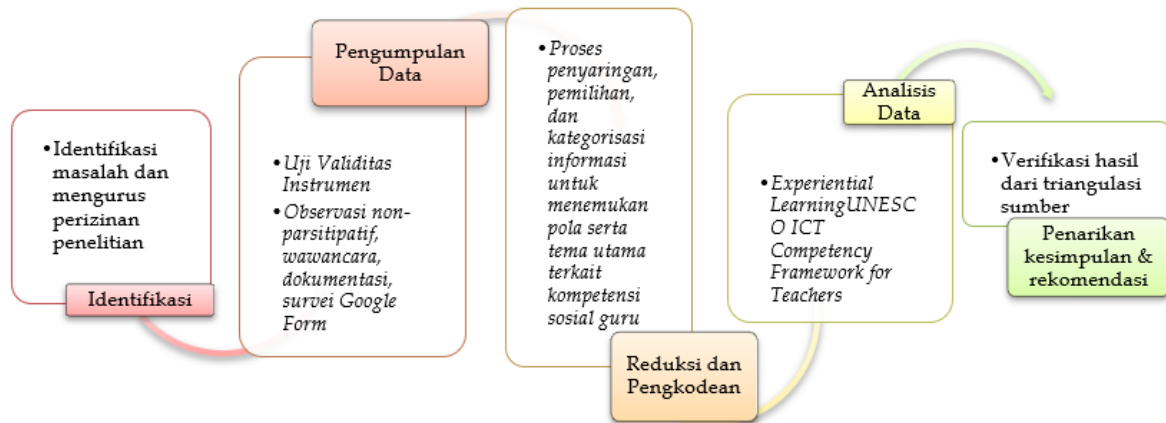 •Identifikasi
masalah dan
mengurus
perizinan
penelitian
Identifikasi
Pengumpulan
Data
•Uji Validitas
Instrumen
•Observasi non-
parsitipatif,
wawancara,
dokumentasi,
survei Google
Form
•Proses
penyaringan,
pemilihan,
dan
kategorisasi
informasi
untuk
menemukan
pola serta
tema utama
terkait
kompetensi
sosial guru
Reduksi dan
Pengkodean
Analisis
Data
•Experiential
LearningUNESC
O ICT
Competency
Framework for
Teachers
•Verifikasi hasil
dari triangulasi
sumber
Penarikan
kesimpulan &
rekomendasi